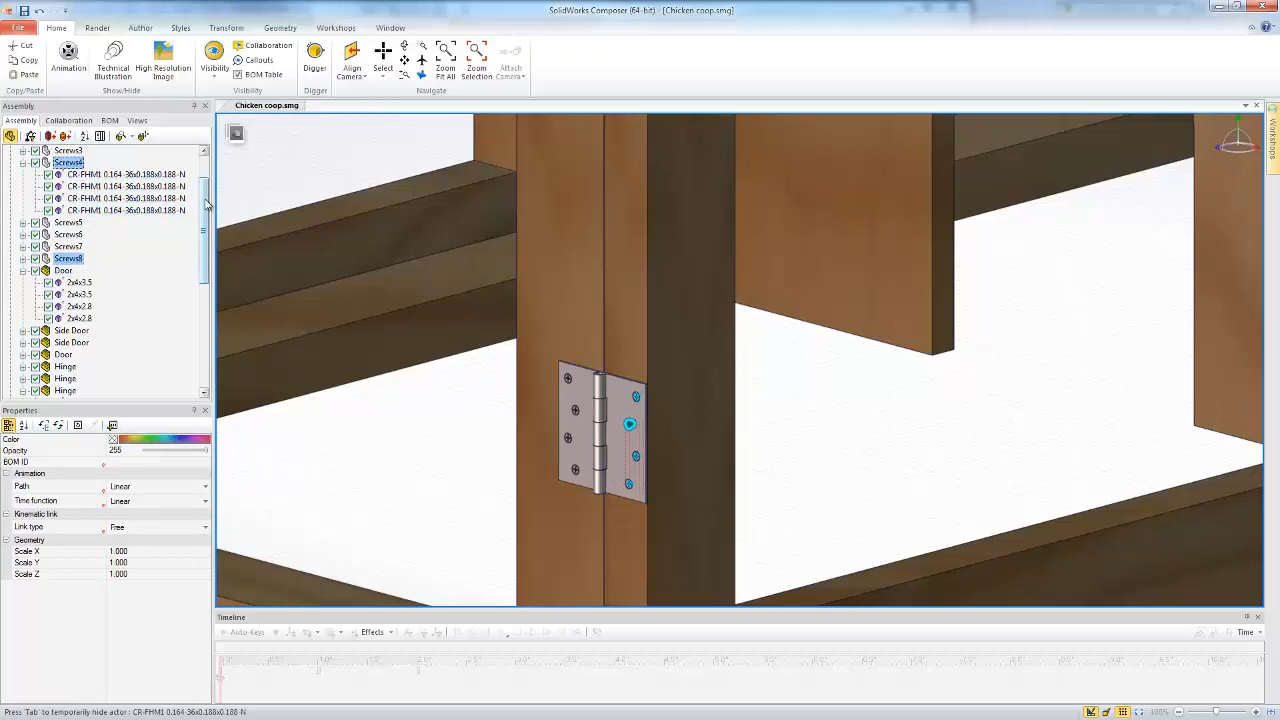 SolidWorks Composer (64-bit) - [Chicken coop.smg]
File Home Render Author Styles Transform Geometry Workshops Window
Cut
Copy
Paste
Animation
Technical Illustration
High Resolution Image
Visibility
Collaboration
Callouts
BOM Table
Digger
Align Camera
Select
Zoom Fit All
Zoom Selection
Attach Camera
Copy/Paste Show/Hide Visibility Digger Navigate
Assembly
Chicken coop.smg
Assembly Collaboration BOM Views
Workshops
Screws3
Screws4
CR-FHM1 0.164-36x0.188x0.188-N
CR-FHM1 0.164-36x0.188x0.188-N
CR-FHM1 0.164-36x0.188x0.188-N
CR-FHM1 0.164-36x0.188x0.188-N
Screws5
Screws6
Screws7
Screws8
Door
2x4x3.5
2x4x3.5
2x4x2.8
2x4x2.8
Side Door
Side Door
Door
Hinge
Hinge
Hinge
Properties
Color
Opacity 255
BOM ID
Animation
Path Linear
Time function Linear
Kinematic link
Link type Free
Geometry
Scale X 1.000
Scale Y 1.000
Scale Z 1.000
Timeline
Auto-Keys Effects Time
Press 'Tab' to temporarily hide actor : CR-FHM1 0.164-36x0.188x0.188-N
100%